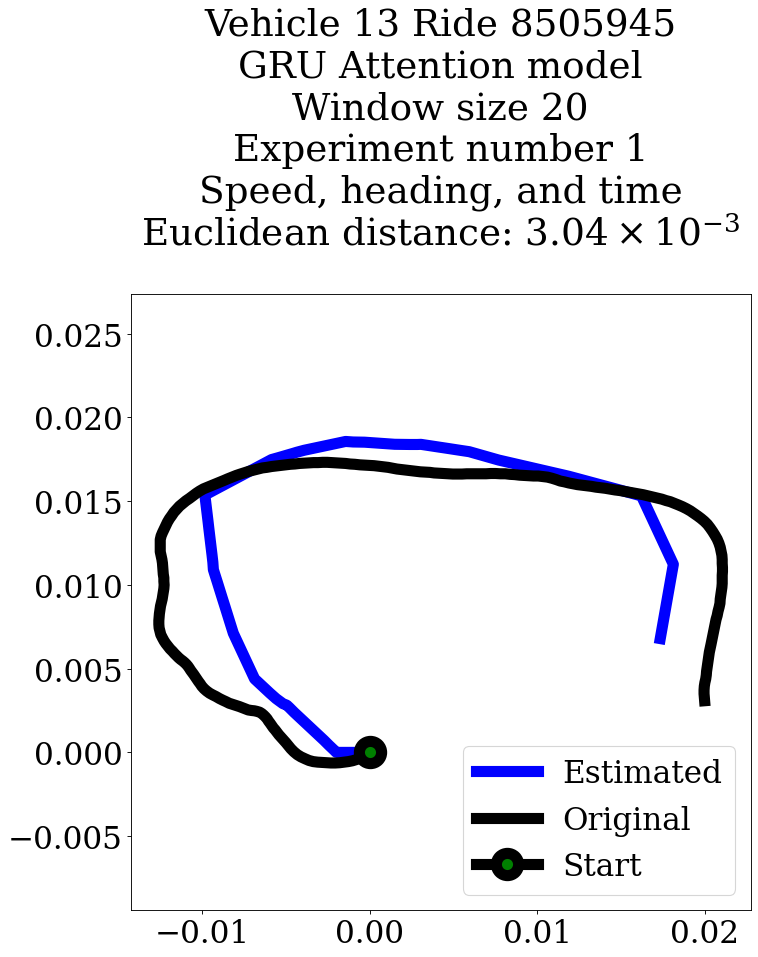 Vehicle 13 Ride 8505945
GRU Attention model
Window size 20
Experiment number 1
Speed, heading, and time
Euclidean distance: 3.04 × 10⁻³
0.025
0.020
0.015
0.010
0.005
0.000
−0.005
−0.01 0.00 0.01 0.02
Estimated
Original
Start